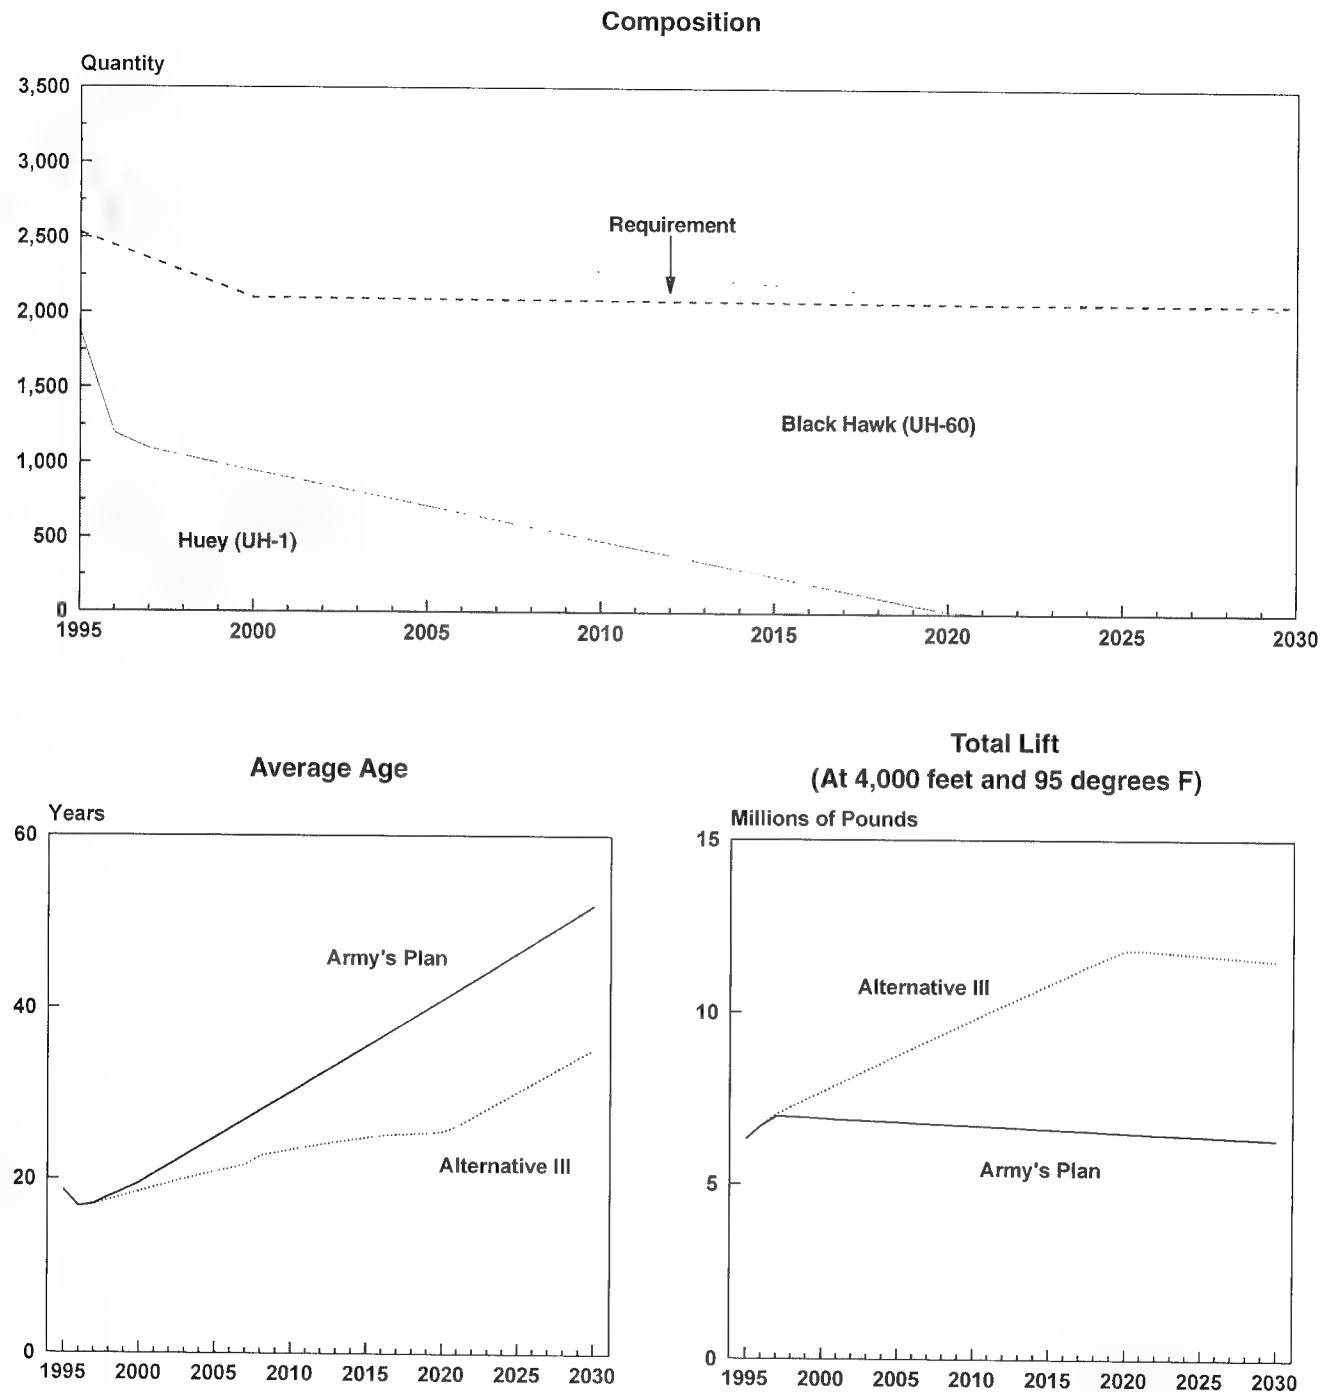 Composition
Quantity
3,500
3,000
2,500
2,000
1,500
1,000
500
0
Requirement
Black Hawk (UH-60)
Huey (UH-1)
1995 2000 2005 2010 2015 2020 2025 2030
Average Age
Years
60
40
20
0
Army's Plan
Alternative III
1995 2000 2005 2010 2015 2020 2025 2030
Total Lift
(At 4,000 feet and 95 degrees F)
Millions of Pounds
15
10
5
0
Alternative III
Army's Plan
1995 2000 2005 2010 2015 2020 2025 2030